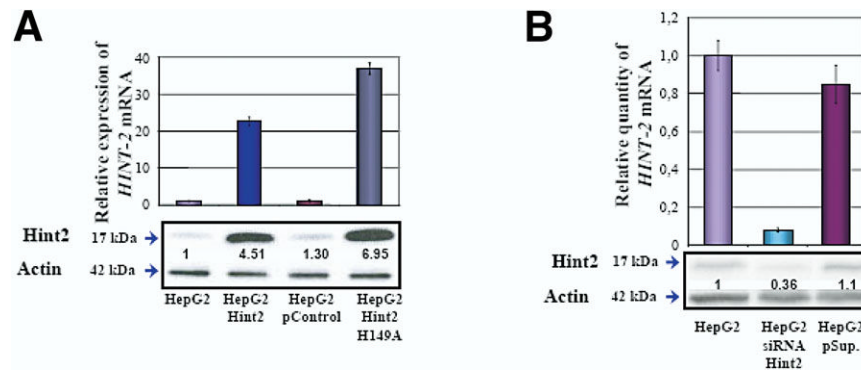 A
Relative expression of
HINT-2 mRNA
40
30
20
10
0
Hint2 17 kDa
1 4.51 1.30 6.95
Actin 42 kDa
HepG2 HepG2 HepG2 HepG2
Hint2 pControl Hint2
H149A
B
Relative quantity of
HINT-2 mRNA
1,2
1,0
0,8
0,6
0,4
0,2
0
Hint2 17 kDa
1 0.36 1.1
Actin 42 kDa
HepG2 HepG2 HepG2
siRNA pSup.
Hint2